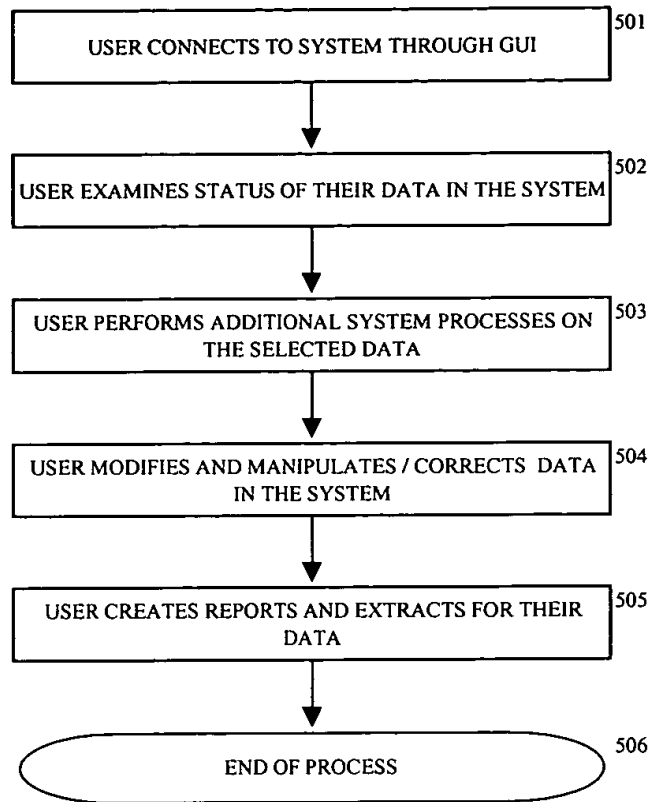 501
USER CONNECTS TO SYSTEM THROUGH GUI
502
USER EXAMINES STATUS OF THEIR DATA IN THE SYSTEM
503
USER PERFORMS ADDITIONAL SYSTEM PROCESSES ON
THE SELECTED DATA
504
USER MODIFIES AND MANIPULATES / CORRECTS DATA
IN THE SYSTEM
505
USER CREATES REPORTS AND EXTRACTS FOR THEIR
DATA
506
END OF PROCESS